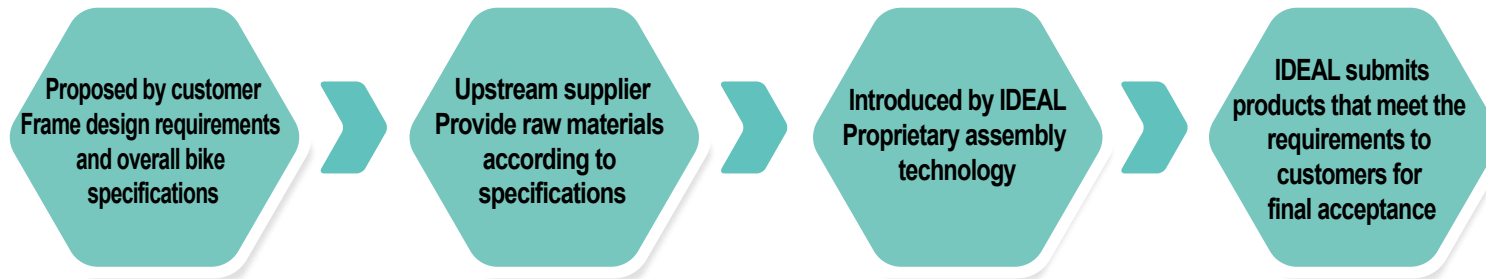 Proposed by customer
Frame design requirements
and overall bike
specifications
Upstream supplier
Provide raw materials
according to
specifications
Introduced by IDEAL
Proprietary assembly
technology
IDEAL submits
products that meet the
requirements to
customers for
final acceptance